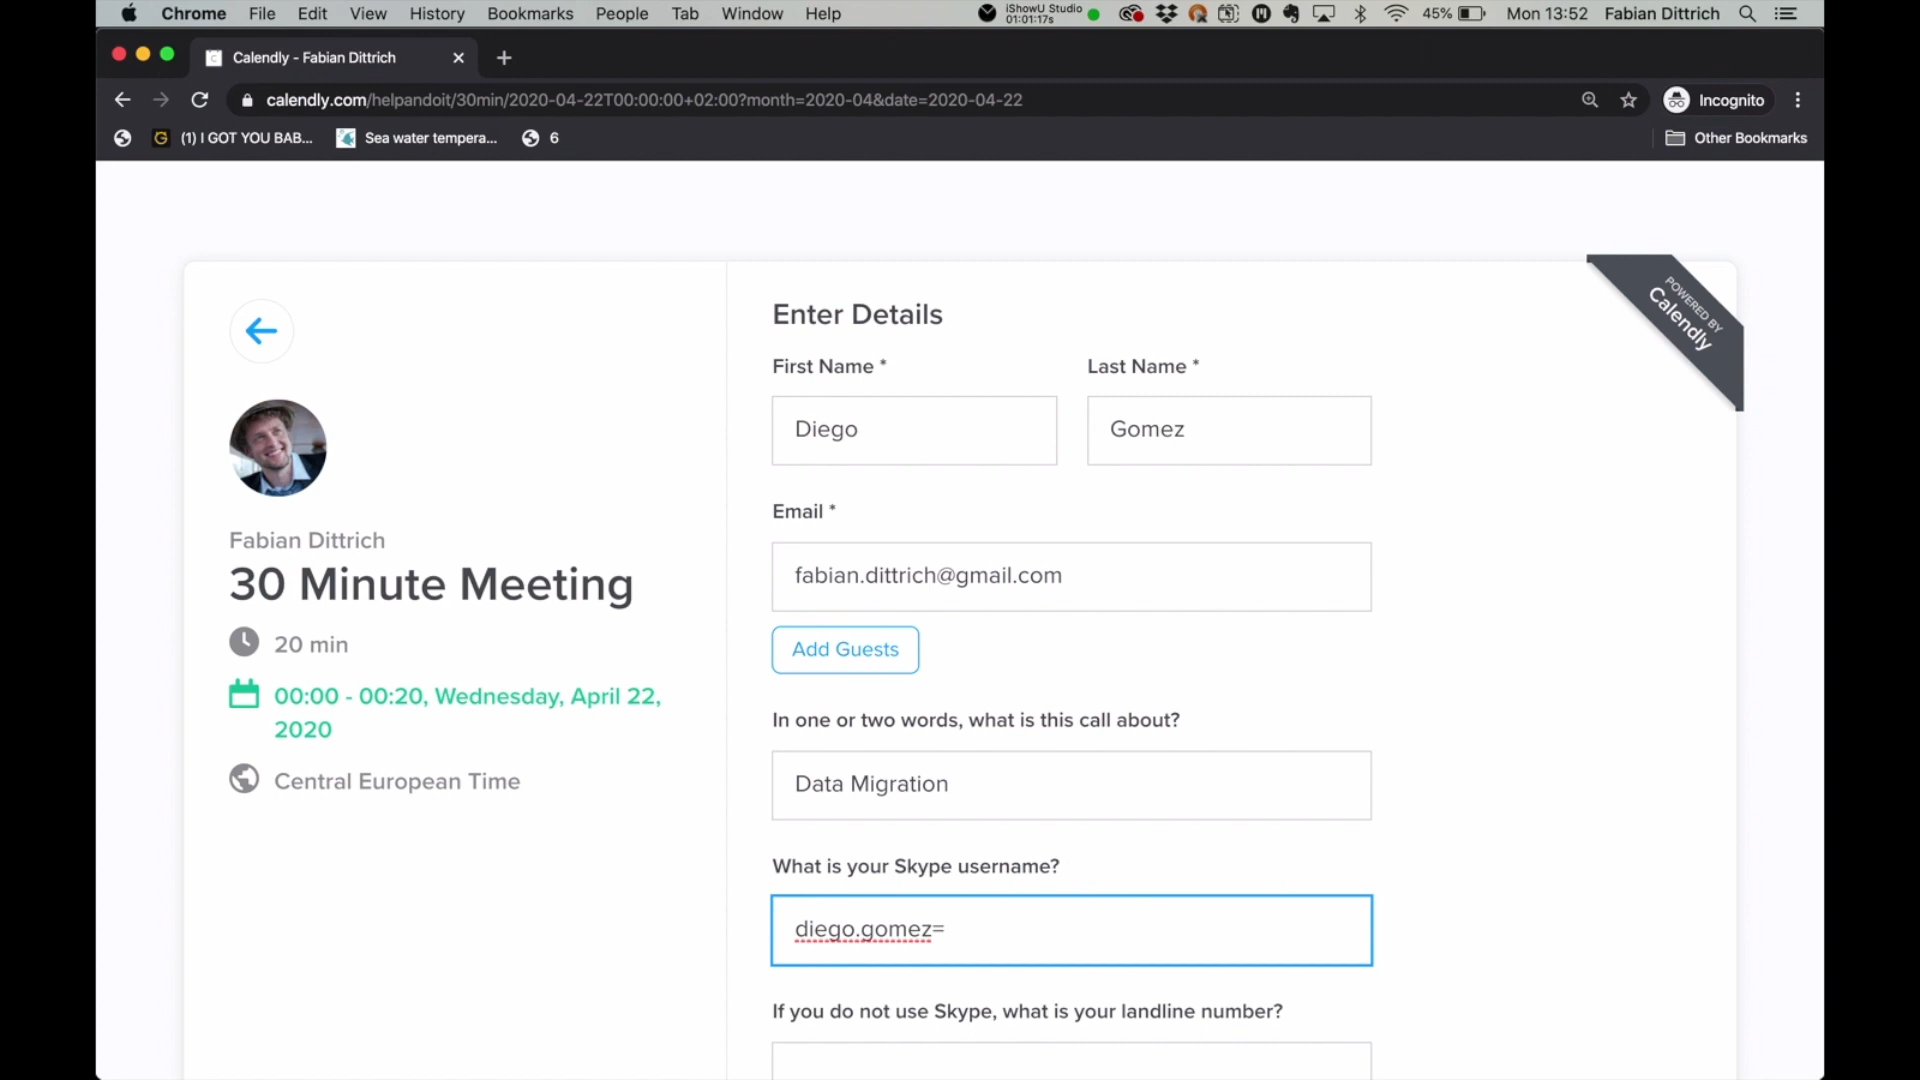 Chrome File Edit View History Bookmarks People Tab Window Help
iShowU Studio
01:01:17s
45% Mon 13:52 Fabian Dittrich
Calendly - Fabian Dittrich
calendly.com/helpandoit/30min/2020-04-22T00:00:00+02:00?month=2020-04&date=2020-04-22
Incognito
(1) I GOT YOU BAB... Sea water tempera... 6 Other Bookmarks
POWERED BY
Calendly
Fabian Dittrich
30 Minute Meeting
20 min
00:00 - 00:20, Wednesday, April 22,
2020
Central European Time
Enter Details
First Name * Last Name *
Diego Gomez
Email *
fabian.dittrich@gmail.com
Add Guests
In one or two words, what is this call about?
Data Migration
What is your Skype username?
diego.gomez=
If you do not use Skype, what is your landline number?